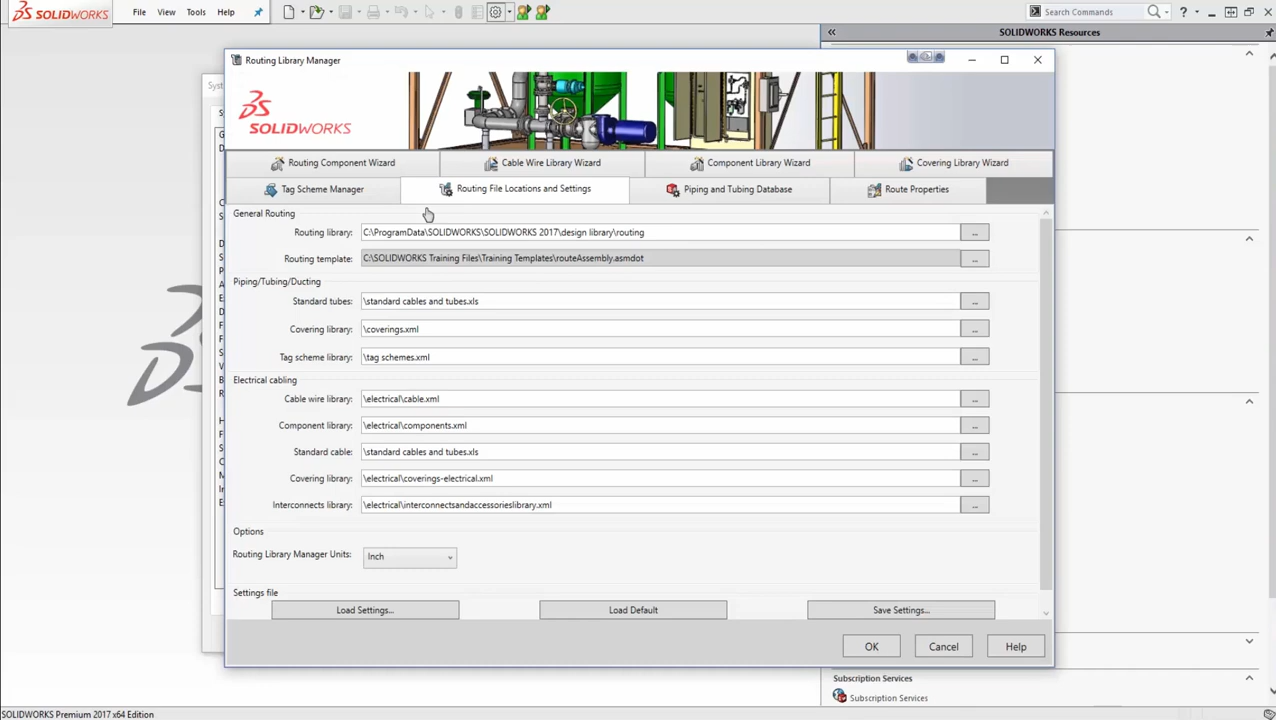 SOLIDWORKS
File View Tools Help
Search Commands
?
SOLIDWORKS Resources
Syst
Routing Library Manager
SOLIDWORKS
Routing Component Wizard
Cable Wire Library Wizard
Component Library Wizard
Covering Library Wizard
Tag Scheme Manager
Routing File Locations and Settings
Piping and Tubing Database
Route Properties
General Routing
Routing library: C:\ProgramData\SOLIDWORKS\SOLIDWORKS 2017\design library\routing ...
Routing template: C:\SOLIDWORKS Training Files\Training Templates\routeAssembly.asmdot ...
Piping/Tubing/Ducting
Standard tubes: \standard cables and tubes.xls ...
Covering library: \coverings.xml ...
Tag scheme library: \tag schemes.xml ...
Electrical cabling
Cable wire library: \electrical\cable.xml ...
Component library: \electrical\components.xml ...
Standard cable: \standard cables and tubes.xls ...
Covering library: \electrical\coverings-electrical.xml ...
Interconnects library: \electrical\interconnectsandaccessorieslibrary.xml ...
Options
Routing Library Manager Units: Inch
Settings file
Load Settings... Load Default Save Settings...
OK Cancel Help
Subscription Services
Subscription Services
SOLIDWORKS Premium 2017 x64 Edition